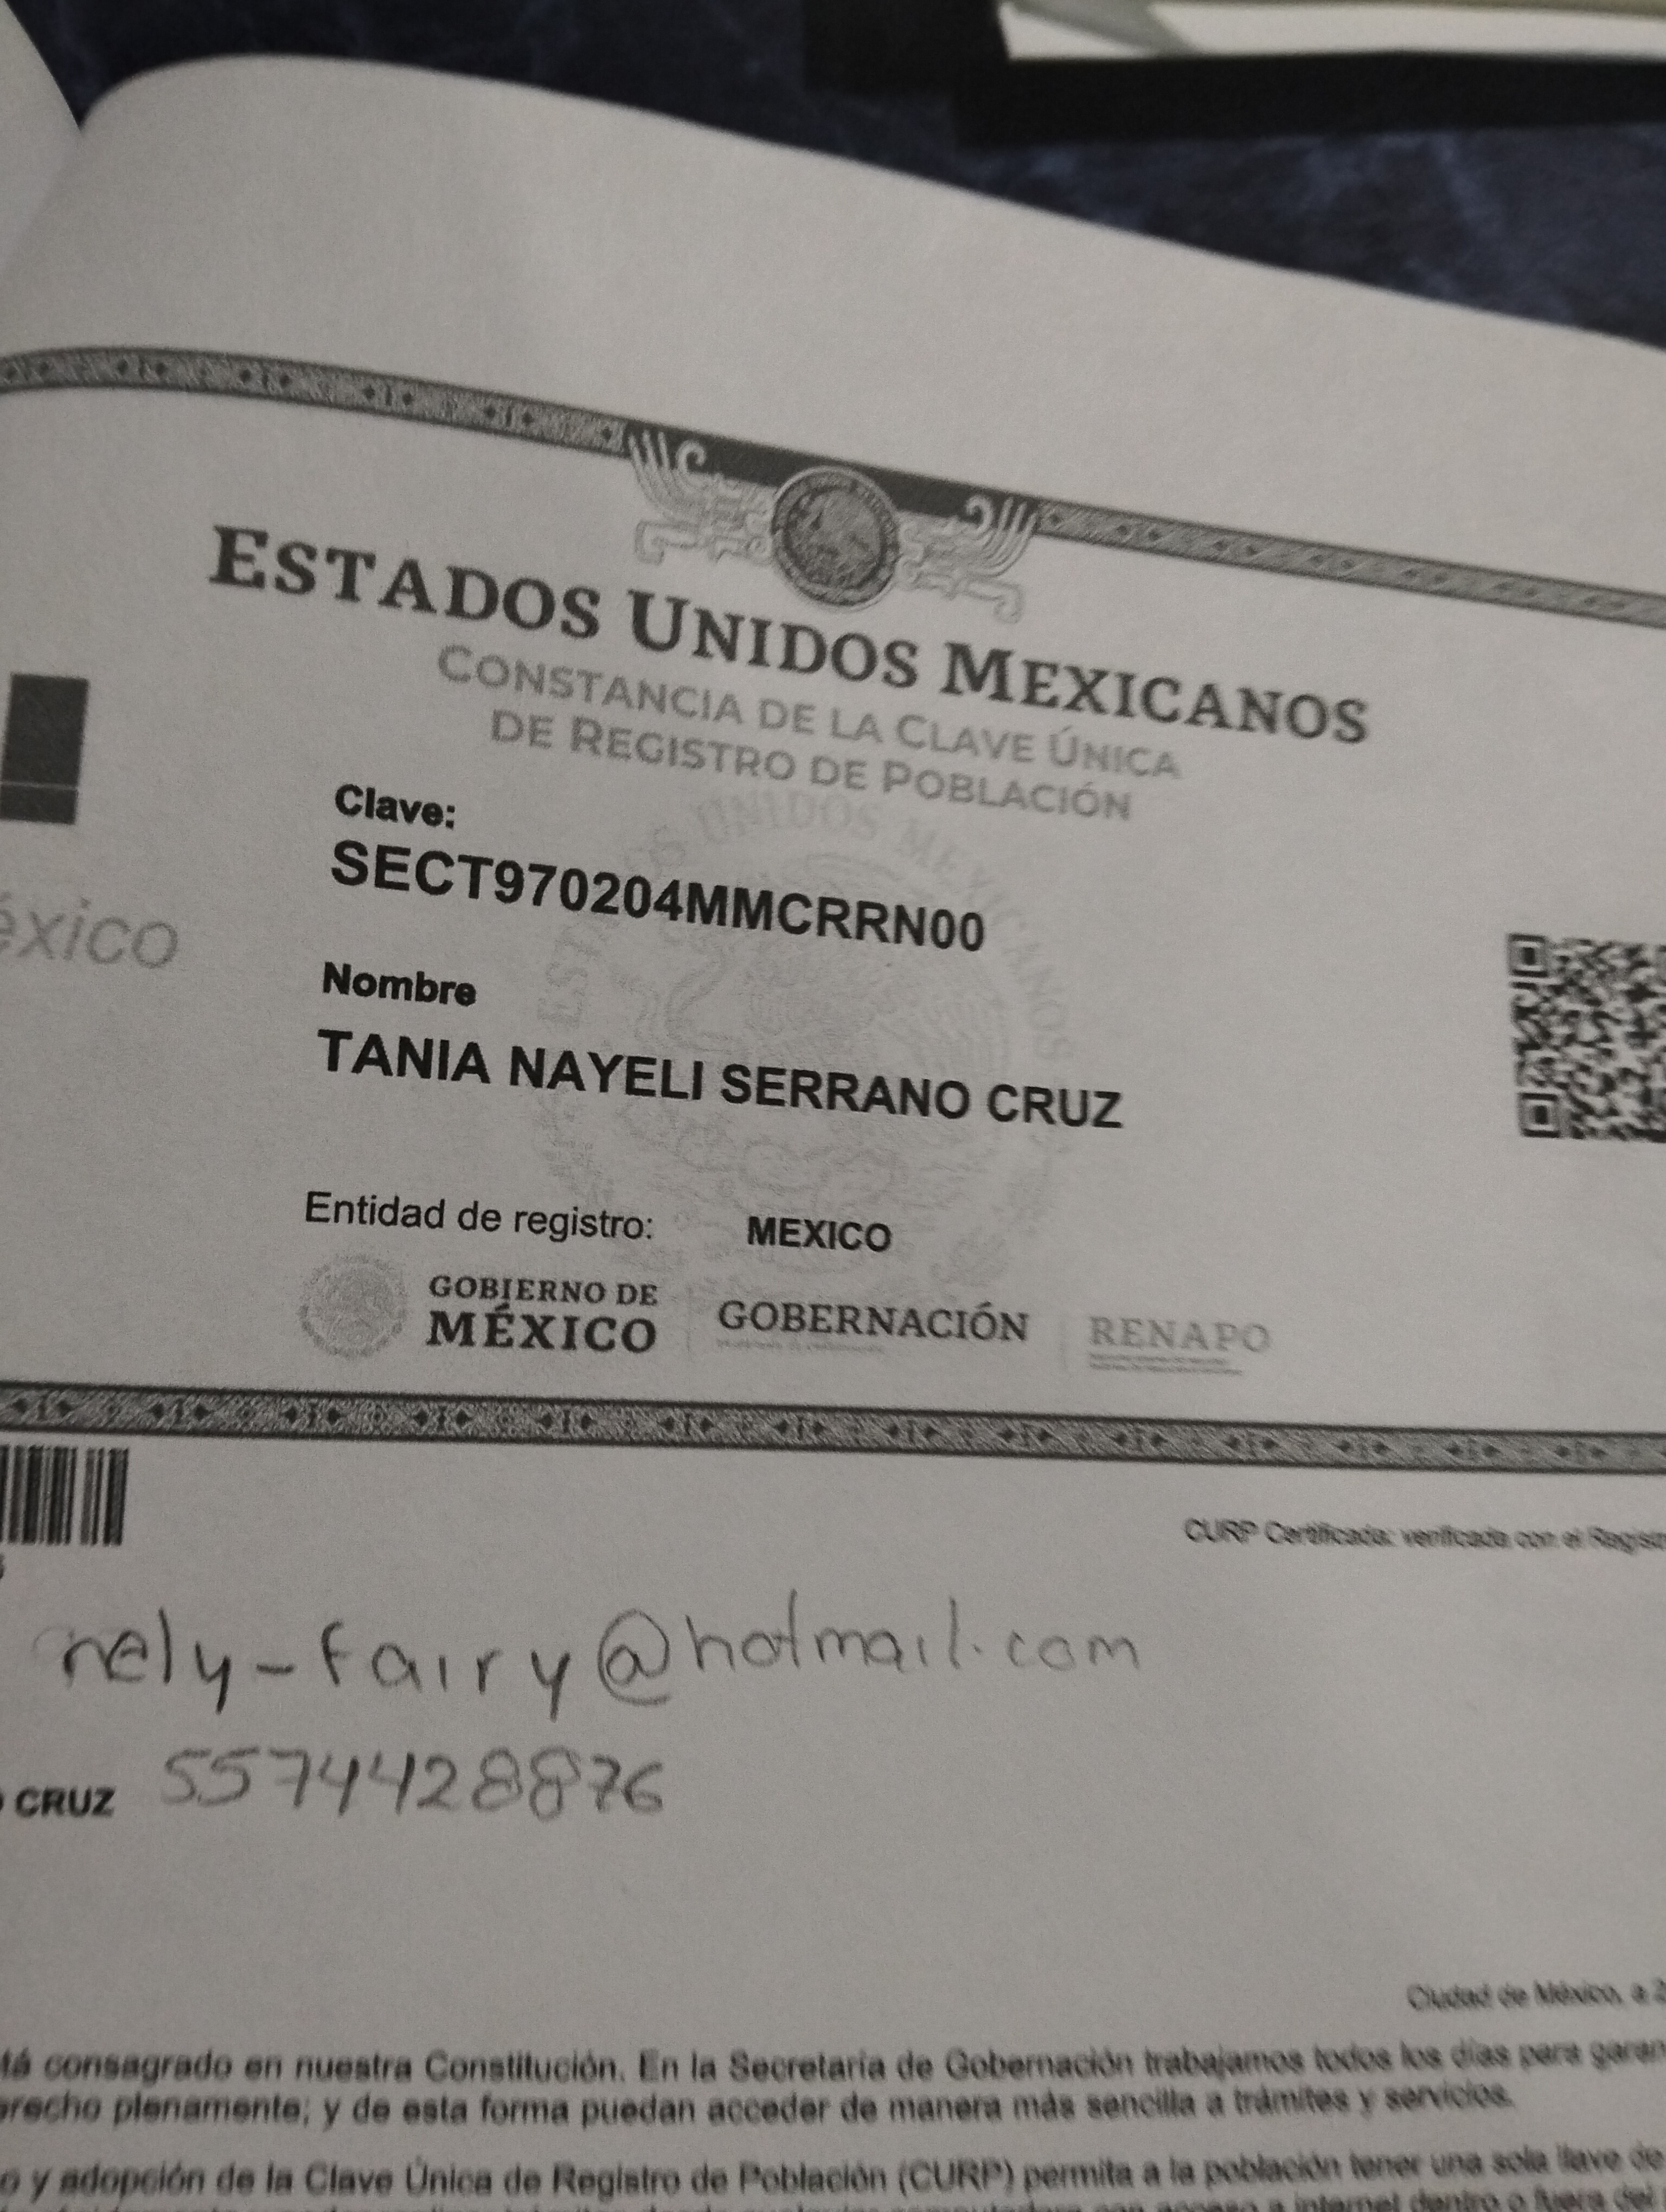 ESTADOS UNIDOS MEXICANOS
CONSTANCIA DE LA CLAVE ÚNICA
DE REGISTRO DE POBLACIÓN
Clave:
SECT970204MMCRRN00
éxico
Nombre
TANIA NAYELI SERRANO CRUZ
Entidad de registro: MEXICO
GOBIERNO DE
MÉXICO
GOBERNACIÓN
RENAPO
CURP Certificada: verificada con el Registr
nely-fairy@hotmail.com
CRUZ 5574428876
Ciudad de México, a 2
tá consagrado en nuestra Constitución. En la Secretaría de Gobernación trabajamos todos los días para garan
erecho plenamente; y de esta forma puedan acceder de manera más sencilla a trámites y servicios.
o y adopción de la Clave Única de Registro de Población (CURP) permita a la población tener una sola llave de